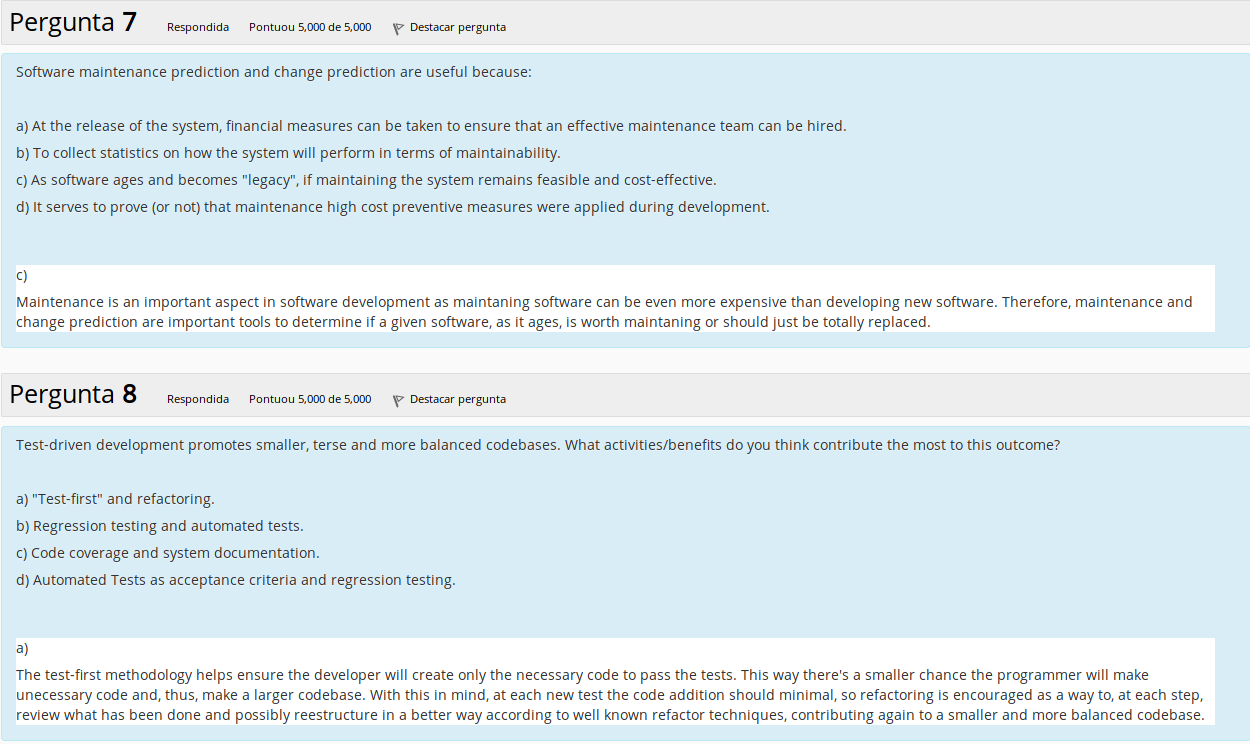 Pergunta 7 Respondida Pontuou 5,000 de 5,000 Destacar pergunta
Software maintenance prediction and change prediction are useful because:
a) At the release of the system, financial measures can be taken to ensure that an effective maintenance team can be hired.
b) To collect statistics on how the system will perform in terms of maintainability.
c) As software ages and becomes "legacy", if maintaining the system remains feasible and cost-effective.
d) It serves to prove (or not) that maintenance high cost preventive measures were applied during development.
c)
Maintenance is an important aspect in software development as maintaning software can be even more expensive than developing new software. Therefore, maintenance and
change prediction are important tools to determine if a given software, as it ages, is worth maintaning or should just be totally replaced.
Pergunta 8 Respondida Pontuou 5,000 de 5,000 Destacar pergunta
Test-driven development promotes smaller, terse and more balanced codebases. What activities/benefits do you think contribute the most to this outcome?
a) "Test-first" and refactoring.
b) Regression testing and automated tests.
c) Code coverage and system documentation.
d) Automated Tests as acceptance criteria and regression testing.
a)
The test-first methodology helps ensure the developer will create only the necessary code to pass the tests. This way there's a smaller chance the programmer will make
unecessary code and, thus, make a larger codebase. With this in mind, at each new test the code addition should minimal, so refactoring is encouraged as a way to, at each step,
review what has been done and possibly reestructure in a better way according to well known refactor techniques, contributing again to a smaller and more balanced codebase.